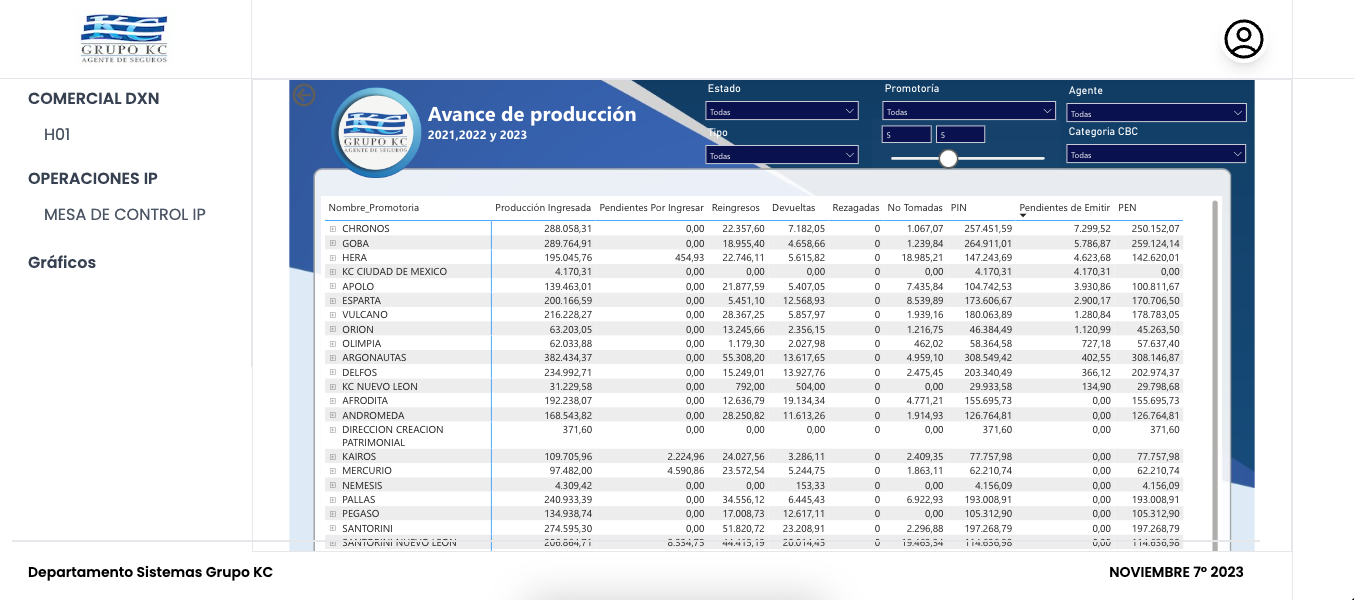 GRUPO KC
AGENTE DE SEGUROS
COMERCIAL DXN
H01
OPERACIONES IP
MESA DE CONTROL IP
Gráficos
GRUPO KC
AGENTE DE SEGUROS
Avance de producción
2021,2022 y 2023
Estado
Todas
Tipo
Todas
Promotoría
Todas
5 5
Agente
Todas
Categoria CBC
Todas
Nombre_Promotoria Producción Ingresada Pendientes Por Ingresar Reingresos Devueltas Rezagadas No Tomadas PIN Pendientes de Emitir PEN
CHRONOS 288.058,31 0,00 22.357,60 7.182,05 0 1.067,07 257.451,59 7.299,52 250.152,07
GOBA 289.764,91 0,00 18.955,40 4.658,66 0 1.239,84 264.911,01 5.786,87 259.124,14
HERA 195.045,76 454,93 22.746,11 5.615,82 0 18.985,21 147.243,69 4.623,68 142.620,01
KC CIUDAD DE MEXICO 4.170,31 0,00 0,00 0,00 0 0,00 4.170,31 4.170,31 0,00
APOLO 139.463,01 0,00 21.877,59 5.407,05 0 7.435,84 104.742,53 3.930,86 100.811,67
ESPARTA 200.166,59 0,00 5.451,10 12.568,93 0 8.539,89 173.606,67 2.900,17 170.706,50
VULCANO 216.228,27 0,00 28.367,25 5.857,97 0 1.939,16 180.063,89 1.280,84 178.783,05
ORION 63.203,05 0,00 13.245,66 2.356,15 0 1.216,75 46.384,49 1.120,99 45.263,50
OLIMPIA 62.033,88 0,00 1.179,30 2.027,98 0 462,02 58.364,58 727,18 57.637,40
ARGONAUTAS 382.434,37 0,00 55.308,20 13.617,65 0 4.959,10 308.549,42 402,55 308.146,87
DELFOS 234.992,71 0,00 15.249,01 13.927,76 0 2.475,45 203.340,49 366,12 202.974,37
KC NUEVO LEON 31.229,58 0,00 792,00 504,00 0 0,00 29.933,58 134,90 29.798,68
AFRODITA 192.238,07 0,00 12.636,79 19.134,34 0 4.771,21 155.695,73 0,00 155.695,73
ANDROMEDA 168.543,82 0,00 28.250,82 11.613,26 0 1.914,93 126.764,81 0,00 126.764,81
DIRECCION CREACION 371,60 0,00 0,00 0,00 0 0,00 371,60 0,00 371,60
PATRIMONIAL
KAIROS 109.705,96 2.224,96 24.027,56 3.286,11 0 2.409,35 77.757,98 0,00 77.757,98
MERCURIO 97.482,00 4.590,86 23.572,54 5.244,75 0 1.863,11 62.210,74 0,00 62.210,74
NEMESIS 4.309,42 0,00 0,00 153,33 0 0,00 4.156,09 0,00 4.156,09
PALLAS 240.933,39 0,00 34.556,12 6.445,43 0 6.922,93 193.008,91 0,00 193.008,91
PEGASO 134.938,74 0,00 17.008,73 12.617,11 0 0,00 105.312,90 0,00 105.312,90
SANTORINI 274.595,30 0,00 51.820,72 23.208,91 0 2.296,88 197.268,79 0,00 197.268,79
SANTORINI NUEVO LEON 0 0,00
Departamento Sistemas Grupo KC
NOVIEMBRE 7º 2023